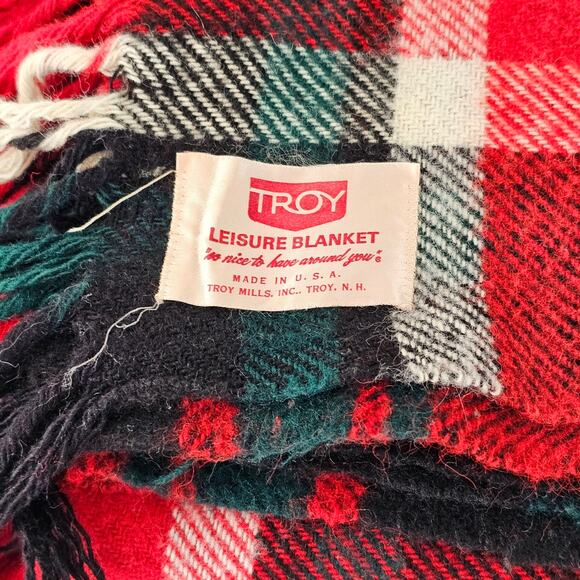 TROY
LEISURE BLANKET
"so nice to have around you"®
MADE IN U.S.A.
TROY MILLS, INC., TROY, N.H.